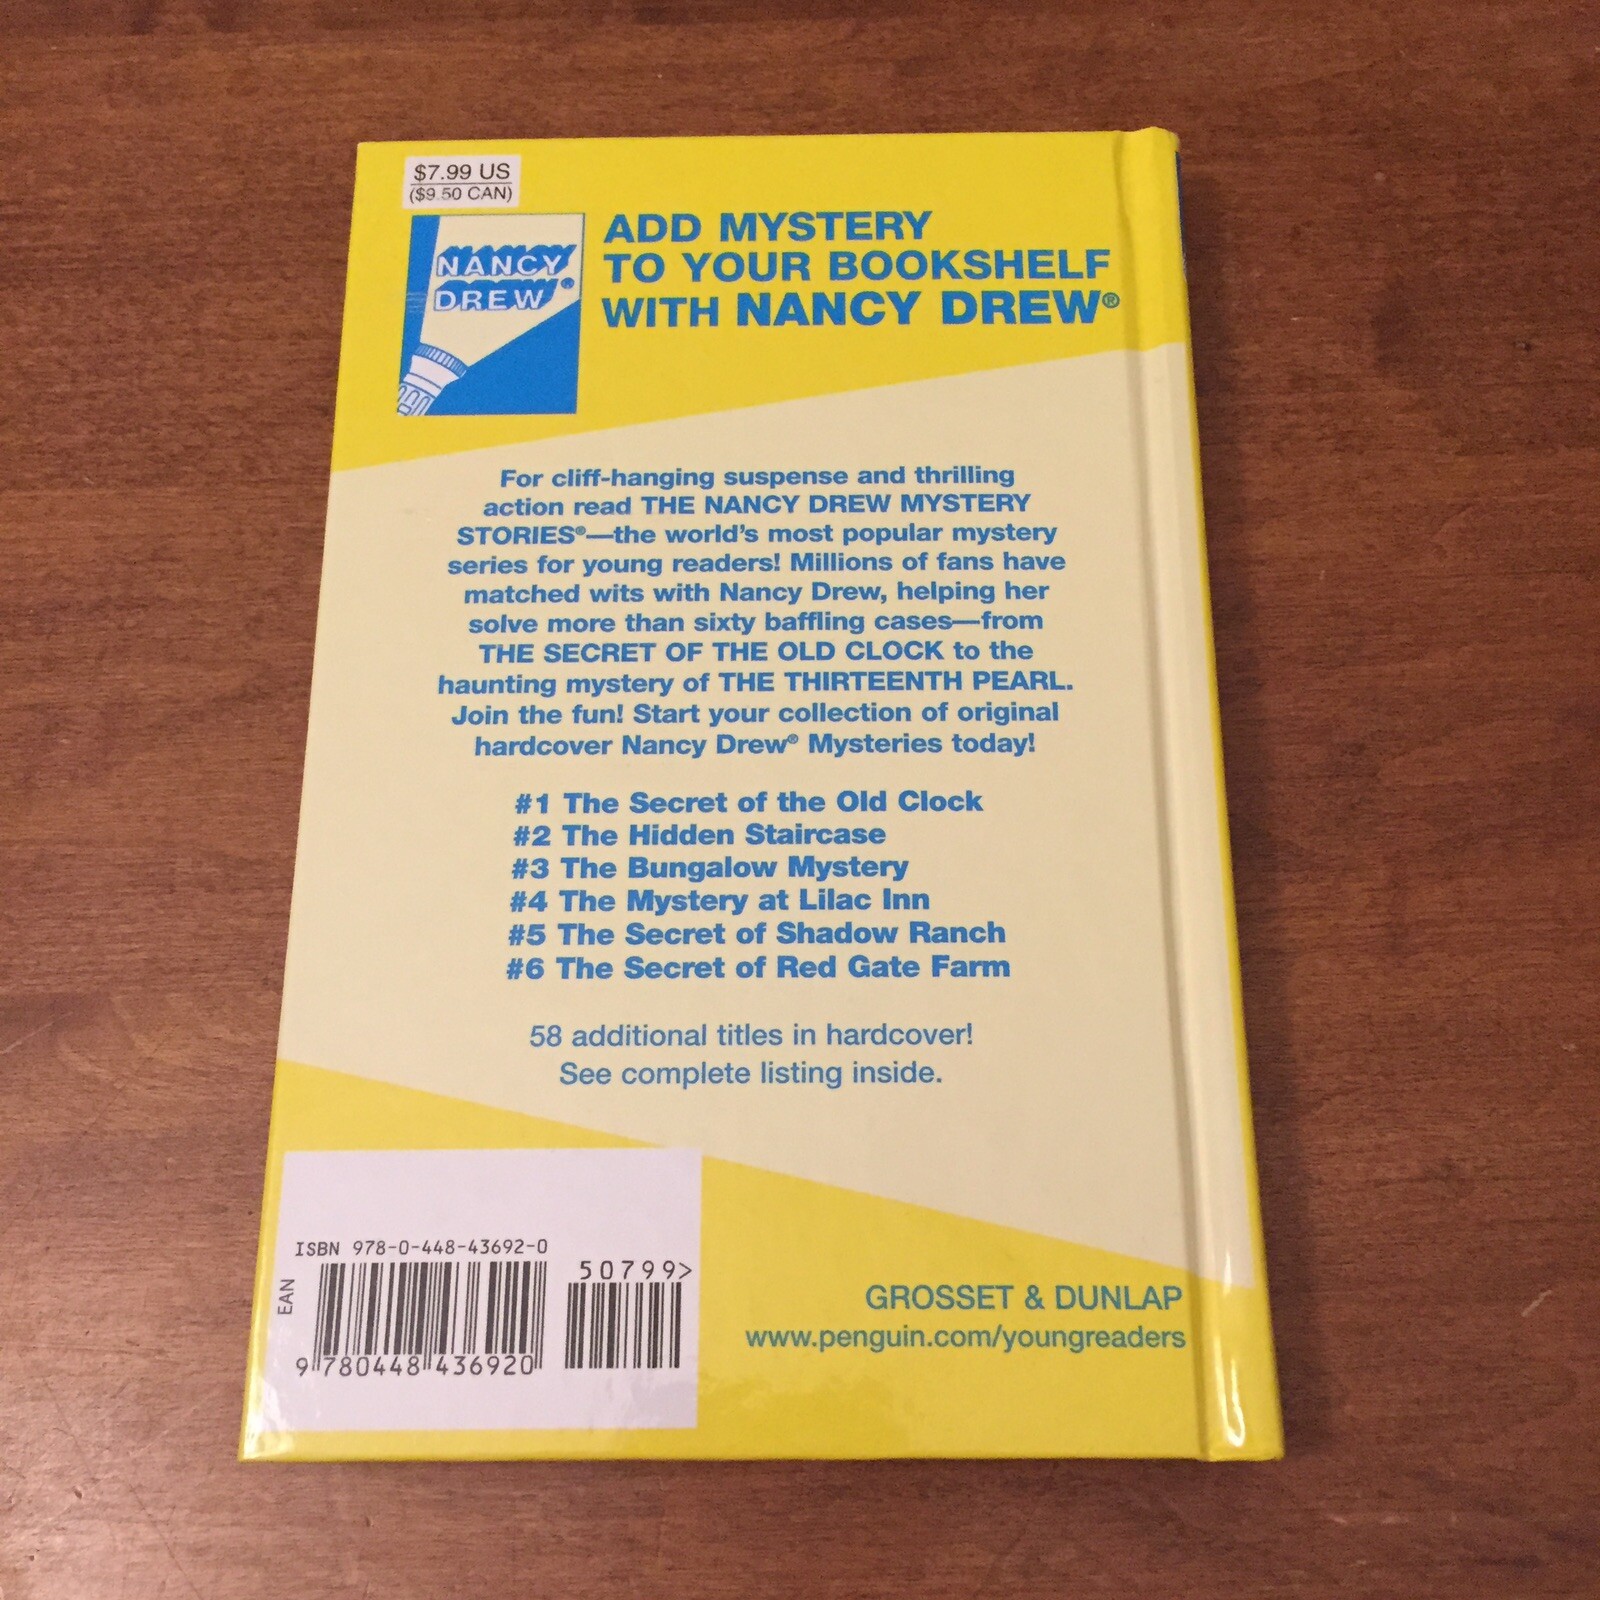 $7.99 US
($9.50 CAN)
NANCY
DREW®
ADD MYSTERY
TO YOUR BOOKSHELF
WITH NANCY DREW®
For cliff-hanging suspense and thrilling
action read THE NANCY DREW MYSTERY
STORIES®—the world's most popular mystery
series for young readers! Millions of fans have
matched wits with Nancy Drew, helping her
solve more than sixty baffling cases—from
THE SECRET OF THE OLD CLOCK to the
haunting mystery of THE THIRTEENTH PEARL.
Join the fun! Start your collection of original
hardcover Nancy Drew® Mysteries today!
#1 The Secret of the Old Clock
#2 The Hidden Staircase
#3 The Bungalow Mystery
#4 The Mystery at Lilac Inn
#5 The Secret of Shadow Ranch
#6 The Secret of Red Gate Farm
58 additional titles in hardcover!
See complete listing inside.
ISBN 978-0-448-43692-0
50799>
EAN
9 780448 436920
GROSSET & DUNLAP
www.penguin.com/youngreaders